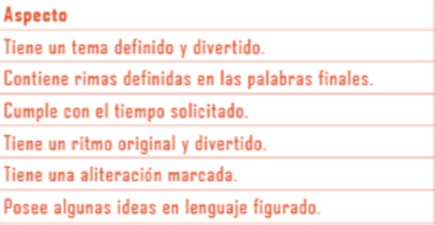 Aspecto
Tiene un tema definido y divertido.
Contiene rimas definidas en las palabras finales.
Cumple con el tiempo solicitado.
Tiene un ritmo original y divertido.
Tiene una aliteración marcada.
Posee algunas ideas en lenguaje figurado.